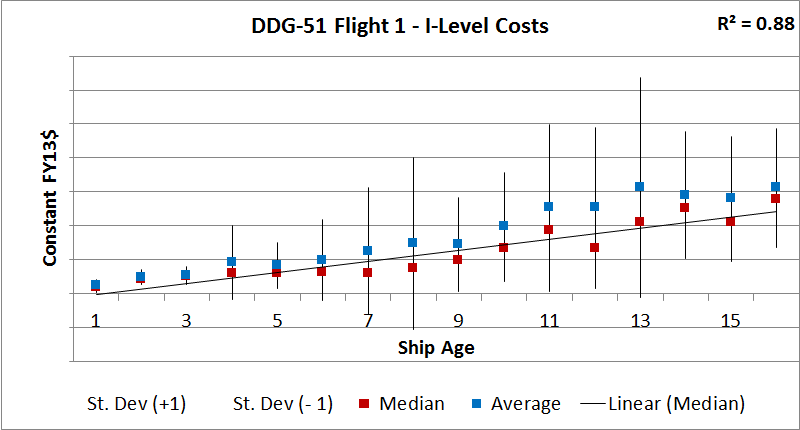 DDG-51 Flight 1 - I-Level Costs
R² = 0.88
Constant FY13$
1 3 5 7 9 11 13 15
Ship Age
St. Dev (+1) St. Dev (- 1) Median Average Linear (Median)